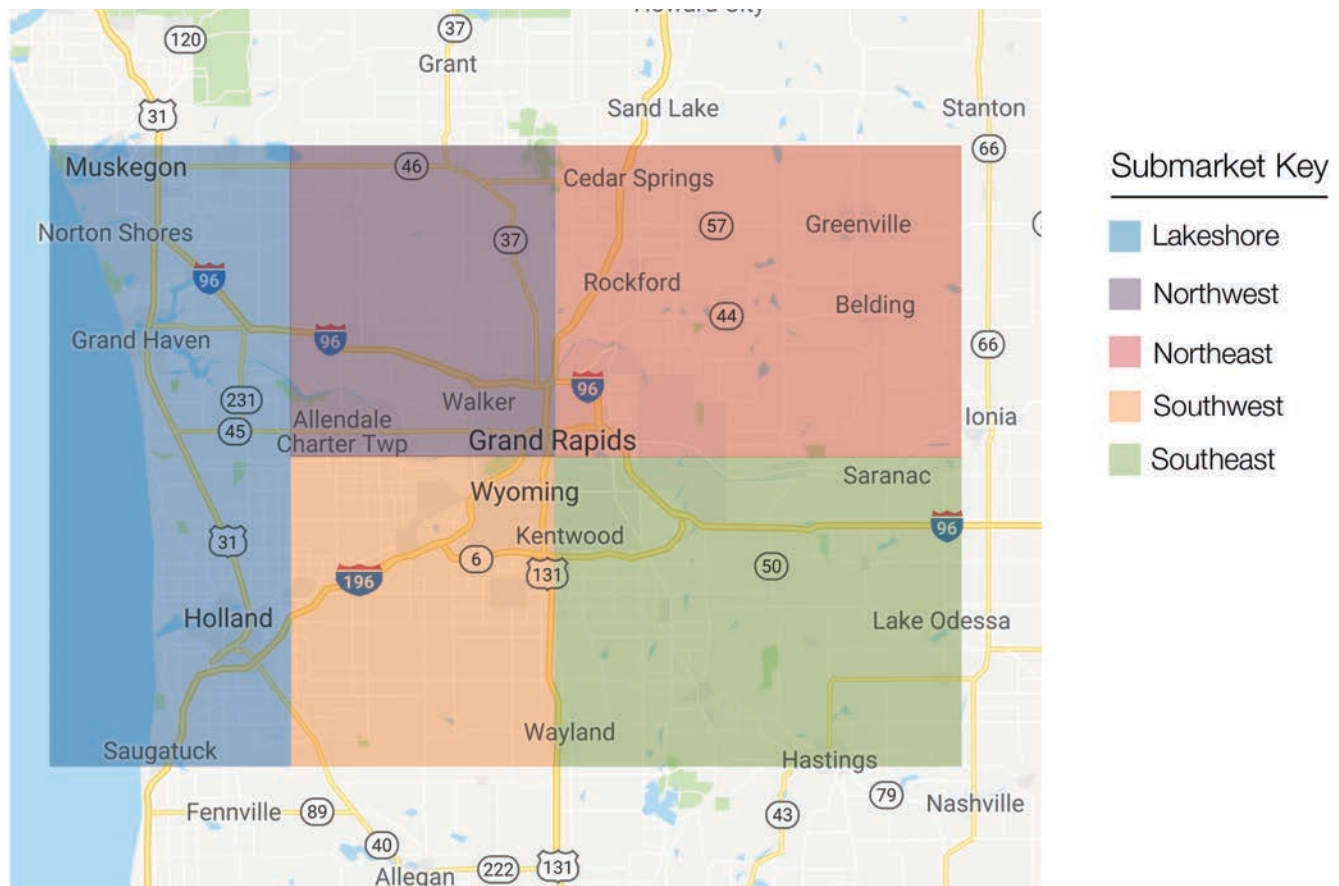 Howard City
120
37
Grant
31
Sand Lake
Stanton
66
Muskegon
46
Cedar Springs
Norton Shores
37
57
Greenville
96
Rockford
Belding
44
Grand Haven
96
66
96
231
Walker
45
Allendale
Charter Twp
Grand Rapids
Ionia
Wyoming
Saranac
Kentwood
96
31
196
6
131
50
Holland
Lake Odessa
Wayland
Saugatuck
Hastings
Fennville
89
43
79
Nashville
40
Allegan
222
131
Submarket Key
Lakeshore
Northwest
Northeast
Southwest
Southeast